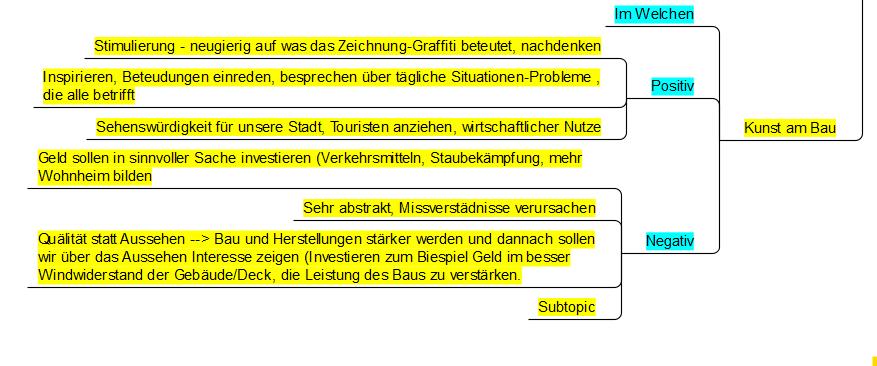 Im Welchen
Stimulierung - neugierig auf was das Zeichnung-Graffiti beteutet, nachdenken
Inspirieren, Beteudungen einreden, besprechen über tägliche Situationen-Probleme ,
die alle betrifft
Positiv
Sehenswürdigkeit für unsere Stadt, Touristen anziehen, wirtschaftlicher Nutze
Kunst am Bau
Geld sollen in sinnvoller Sache investieren (Verkehrsmitteln, Staubekämpfung, mehr
Wohnheim bilden
Sehr abstrakt, Missverstädnisse verursachen
Negativ
Quälität statt Aussehen --> Bau und Herstellungen stärker werden und dannach sollen
wir über das Aussehen Interesse zeigen (Investieren zum Biespiel Geld im besser
Windwiderstand der Gebäude/Deck, die Leistung des Baus zu verstärken.
Subtopic